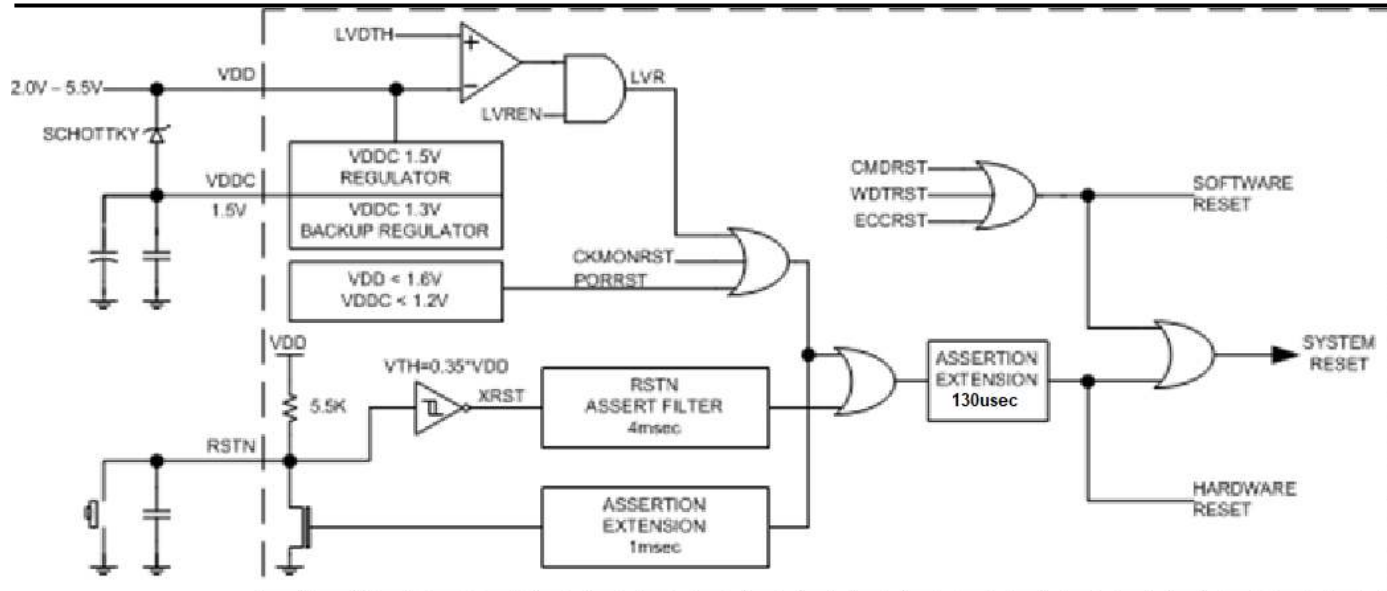 LVDTH
VDD
2.0V – 5.5V
LVR
LVREN
SCHOTTKY
VDDC 1.5V
REGULATOR
VDDC
1.5V
VDDC 1.3V
BACKUP REGULATOR
CMDRST
WDTRST
ECCRST
SOFTWARE
RESET
CKMONRST
PORRST
VDD < 1.6V
VDDC < 1.2V
VDD
VTH=0.35*VDD
XRST
5.5K
RSTN
ASSERT FILTER
4msec
ASSERTION
EXTENSION
130usec
SYSTEM
RESET
RSTN
ASSERTION
EXTENSION
1msec
HARDWARE
RESET